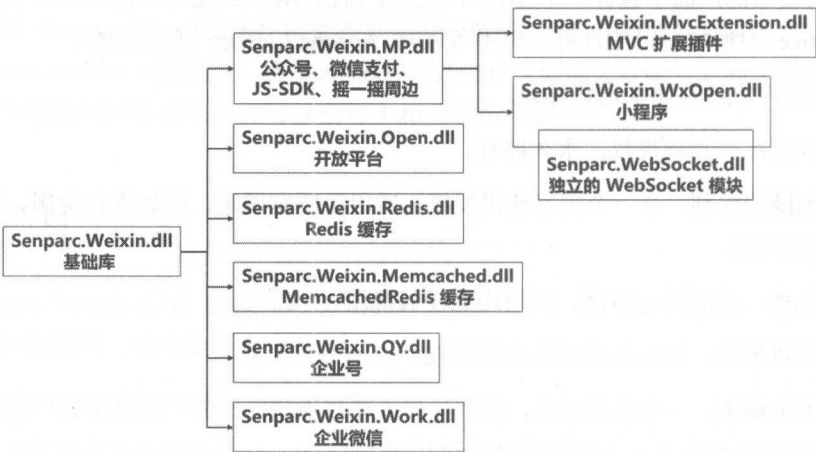 Senparc.Weixin.dll
基础库
Senparc.Weixin.MP.dll
公众号、微信支付、
JS-SDK、摇一摇周边
Senparc.Weixin.MvcExtension.dll
MVC 扩展插件
Senparc.Weixin.WxOpen.dll
小程序
Senparc.WebSocket.dll
独立的 WebSocket 模块
Senparc.Weixin.Open.dll
开放平台
Senparc.Weixin.Redis.dll
Redis 缓存
Senparc.Weixin.Memcached.dll
MemcachedRedis 缓存
Senparc.Weixin.QY.dll
企业号
Senparc.Weixin.Work.dll
企业微信